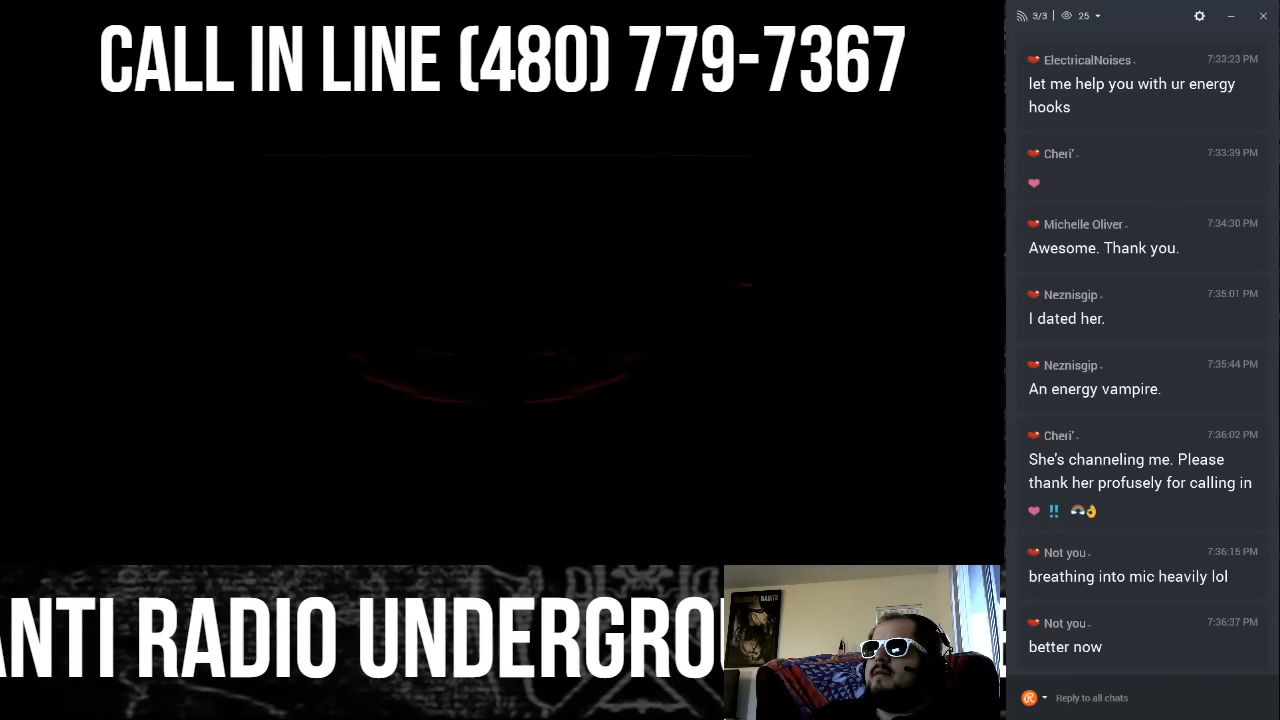 CALL IN LINE (480) 779-7367
3/3
25
ElectricalNoises
7:33:23 PM
let me help you with ur energy
hooks
Cheri'
7:33:39 PM
Michelle Oliver
7:34:30 PM
Awesome. Thank you.
Neznisgip
7:35:01 PM
I dated her.
Neznisgip
7:35:44 PM
An energy vampire.
Cheri'
7:36:02 PM
She's channeling me. Please
thank her profusely for calling in
Not you
7:36:15 PM
breathing into mic heavily lol
Not you
7:36:37 PM
better now
Reply to all chats
ANTI RADIO UNDERGRO